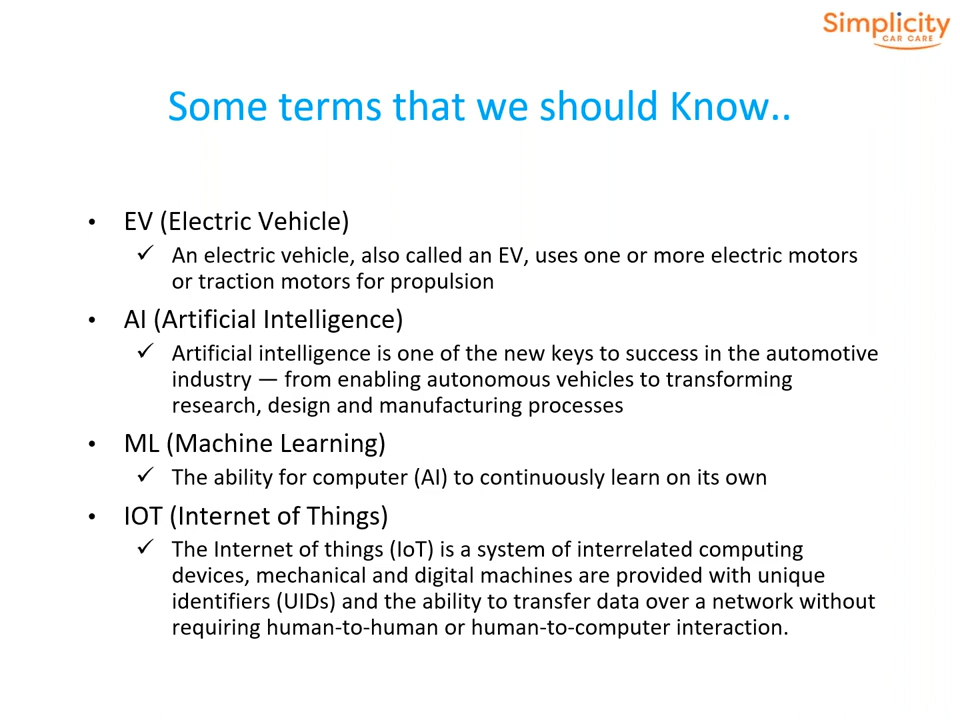 Simplicity
CAR CARE
Some terms that we should Know..
• EV (Electric Vehicle)
✓ An electric vehicle, also called an EV, uses one or more electric motors
or traction motors for propulsion
• AI (Artificial Intelligence)
✓ Artificial intelligence is one of the new keys to success in the automotive
industry — from enabling autonomous vehicles to transforming
research, design and manufacturing processes
• ML (Machine Learning)
✓ The ability for computer (AI) to continuously learn on its own
• IOT (Internet of Things)
✓ The Internet of things (IoT) is a system of interrelated computing
devices, mechanical and digital machines are provided with unique
identifiers (UIDs) and the ability to transfer data over a network without
requiring human-to-human or human-to-computer interaction.